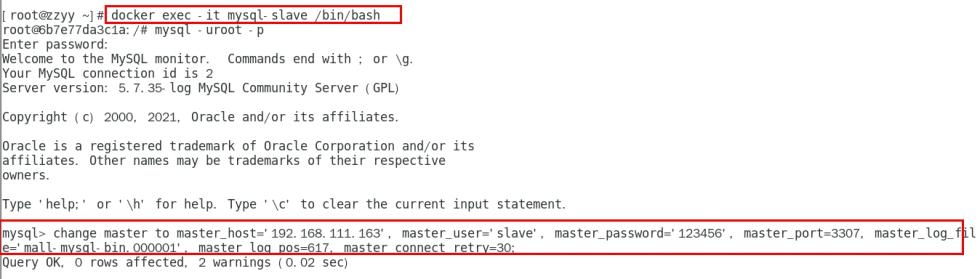 [root@zzyy ~]# docker exec -it mysql-slave /bin/bash
root@6b7e77da3c1a:/# mysql -uroot -p
Enter password:
Welcome to the MySQL monitor.  Commands end with ; or \g.
Your MySQL connection id is 2
Server version: 5.7.35-log MySQL Community Server (GPL)
Copyright (c) 2000, 2021, Oracle and/or its affiliates.
Oracle is a registered trademark of Oracle Corporation and/or its
affiliates. Other names may be trademarks of their respective
owners.
Type 'help;' or '\h' for help. Type '\c' to clear the current input statement.
mysql> change master to master_host='192.168.111.163', master_user='slave', master_password='123456', master_port=3307, master_log_fil
e='mall-mysql-bin.000001', master_log_pos=617, master_connect_retry=30;
Query OK, 0 rows affected, 2 warnings (0.02 sec)